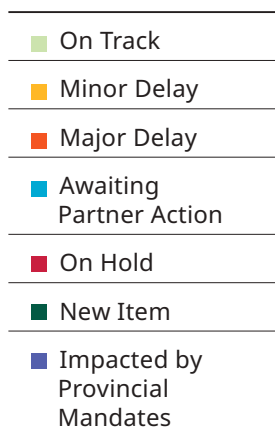 On Track
Minor Delay
Major Delay
Awaiting
Partner Action
On Hold
New Item
Impacted by
Provincial
Mandates